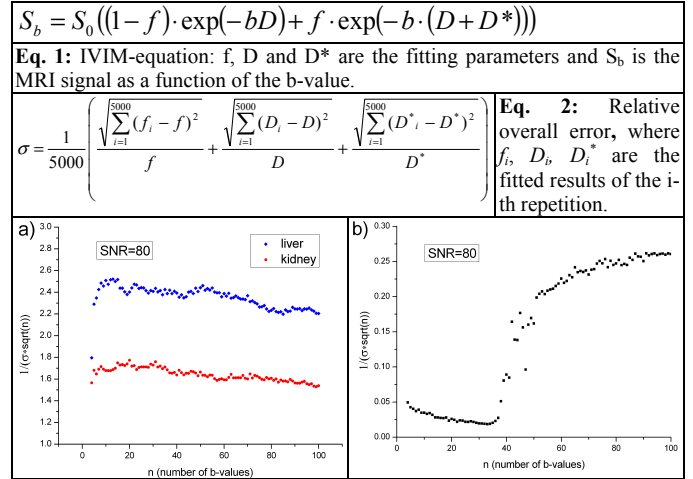 S_b = S_0((1−f)·exp(−bD)+f·exp(−b·(D+D*)))
Eq. 1: IVIM-equation: f, D and D* are the fitting parameters and S_b is the
MRI signal as a function of the b-value.
σ = 1/5000 ( √(∑_{i=1}^{5000} (f_i − f)^2) / f + √(∑_{i=1}^{5000} (D_i − D)^2) / D + √(∑_{i=1}^{5000} (D*_i − D*)^2) / D* )
Eq. 2: Relative
overall error, where
f_i, D_i, D_i^* are the
fitted results of the i-
th repetition.
a)
SNR=80
liver
kidney
3.0
2.8
2.6
2.4
2.2
2.0
1.8
1.6
1.4
1.2
1.0
1/(σ*sqrt(n))
0 20 40 60 80 100
n (number of b-values)
b)
SNR=80
0.30
0.25
0.20
0.15
0.10
0.05
0.00
1/(σ*sqrt(n))
0 20 40 60 80 100
n (number of b-values)